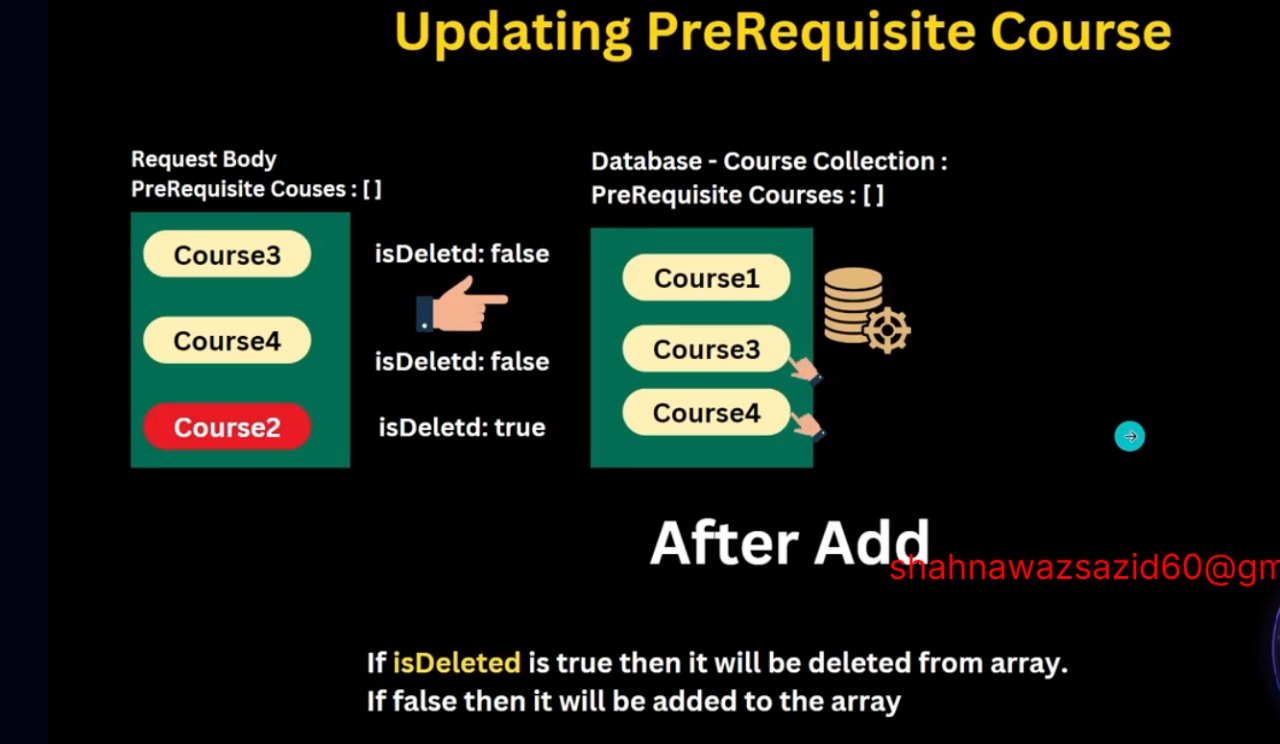 Updating PreRequisite Course
Request Body
PreRequisite Couses : [ ]
Course3
Course4
Course2
isDeletd: false
isDeletd: false
isDeletd: true
Database - Course Collection :
PreRequisite Courses : [ ]
Course1
Course3
Course4
After Add
shahnawazsazid60@gm
If isDeleted is true then it will be deleted from array.
If false then it will be added to the array